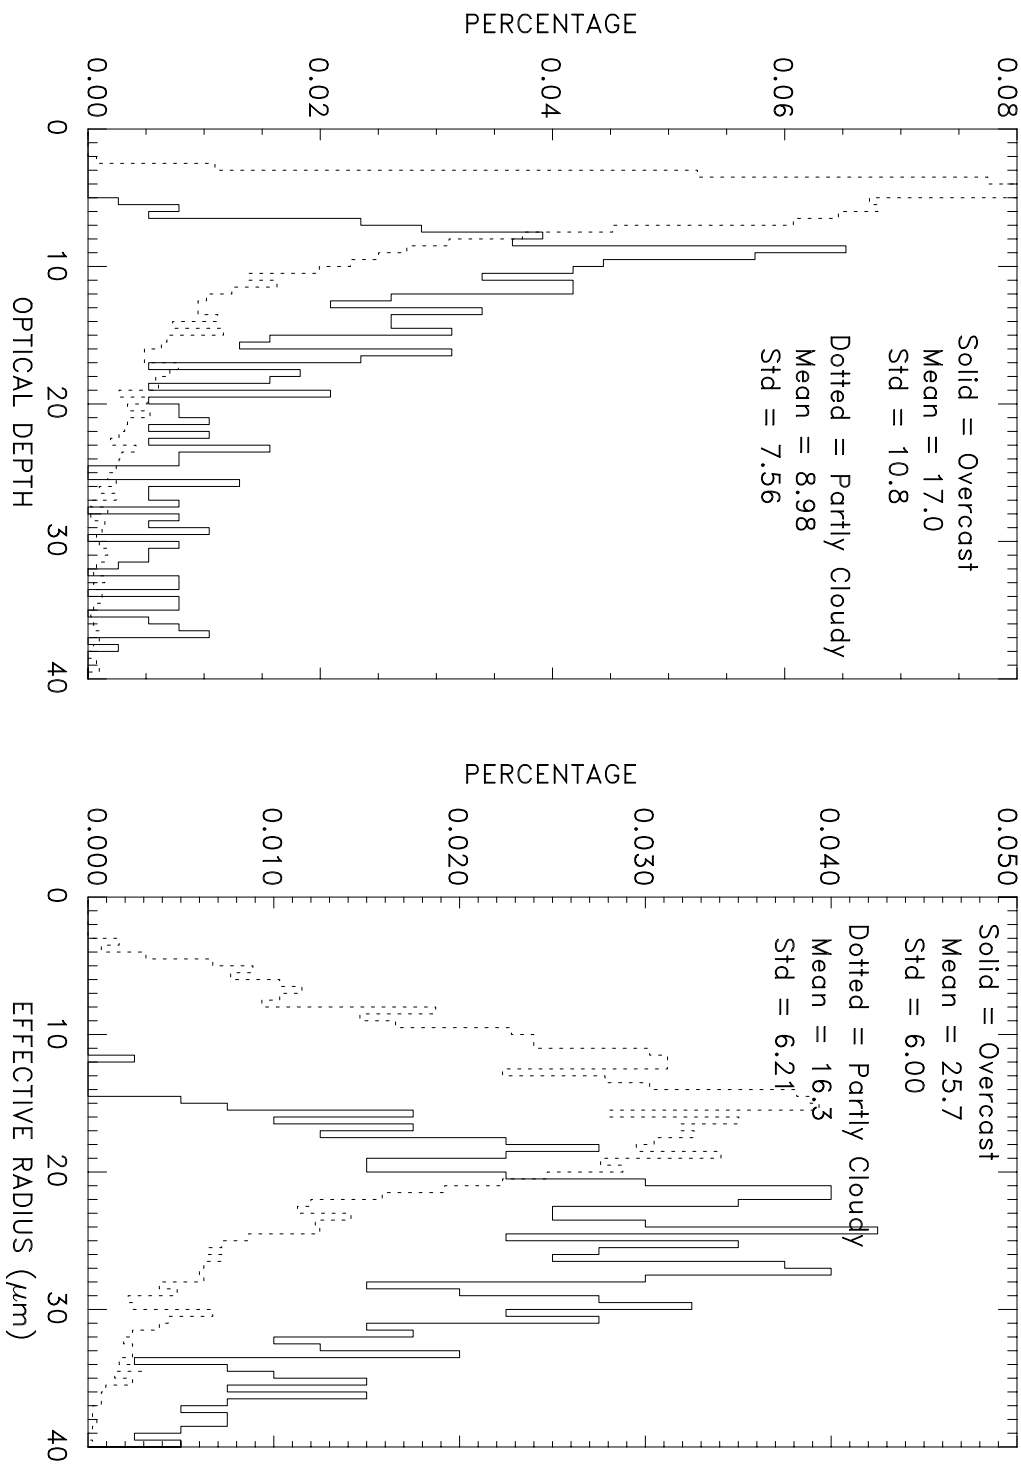 PERCENTAGE
0.08
0.06
0.04
0.02
0.00
Solid = Overcast
Mean = 17.0
Std = 10.8
Dotted = Partly Cloudy
Mean = 8.98
Std = 7.56
0
10
20
30
40
OPTICAL DEPTH
PERCENTAGE
0.050
0.040
0.030
0.020
0.010
0.000
Solid = Overcast
Mean = 25.7
Std = 6.00
Dotted = Partly Cloudy
Mean = 16.3
Std = 6.21
0
10
20
30
40
EFFECTIVE RADIUS (μm)